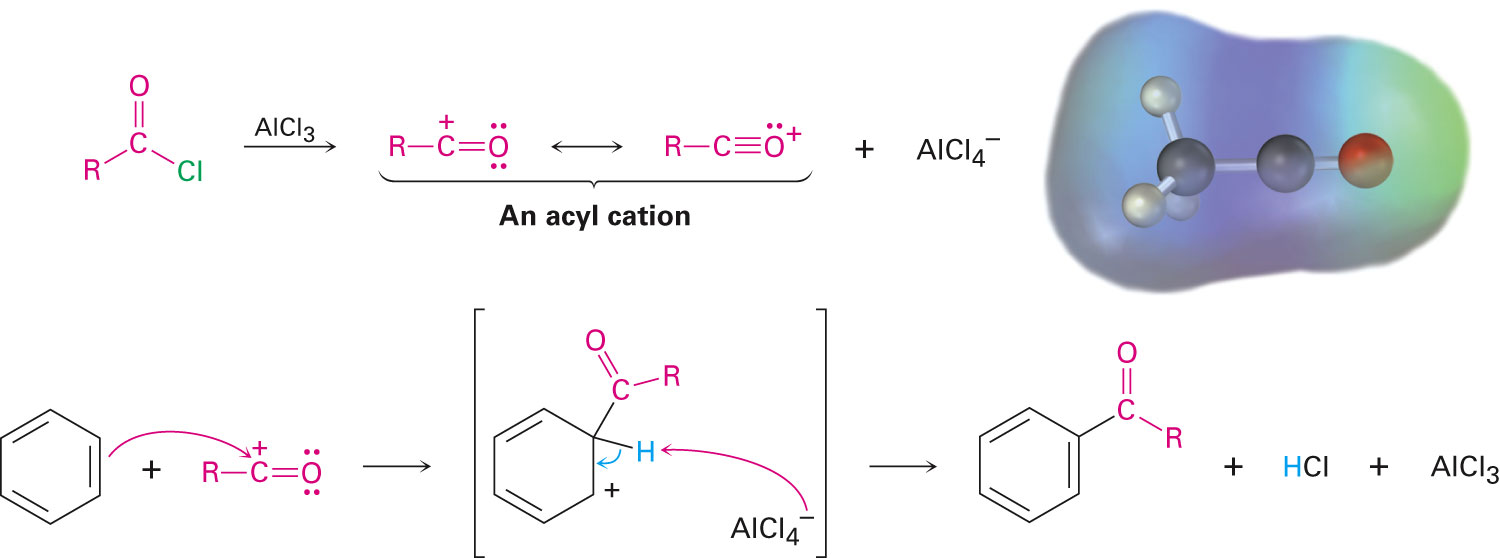 O
R C Cl
AlCl₃
R—C⁺=Ö: ⟷ R—C≡Ö⁺ + AlCl₄⁻
An acyl cation
+ R—C⁺=Ö:
O
C R
H
+
AlCl₄⁻
O
C
R
+ HCl + AlCl₃